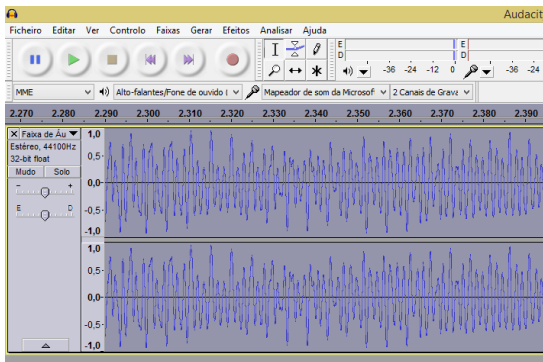 Audacit
Ficheiro Editar Ver Controlo Faixas Gerar Efeitos Analisar Ajuda
E E
D D
-36 -24 -12 0 -36 -24
MME Alto-falantes/Fone de ouvido ( Mapeador de som da Microsof 2 Canais de Grava
2.270 2.280 2.290 2.300 2.310 2.320 2.330 2.340 2.350 2.360 2.370 2.380 2.390
X Faixa de Áu 1,0
Estéreo, 44100Hz
32-bit float 0,5-
Mudo Solo
- + 0,0-
E D -0,5-
-1,0
1,0
0,5-
0,0-
-0,5-
-1,0